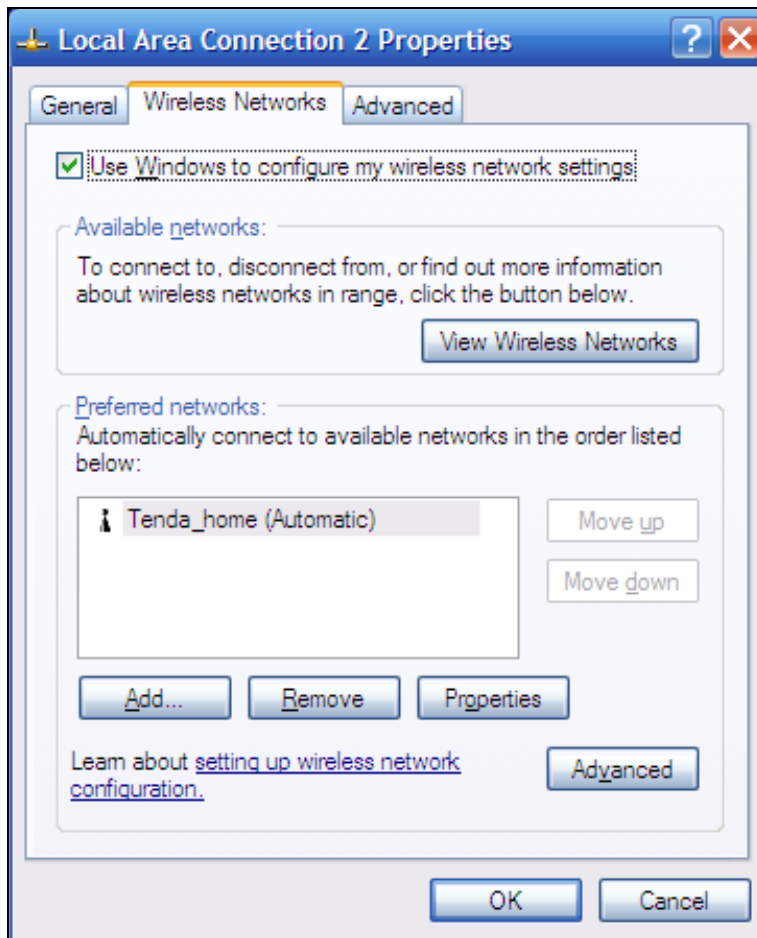 Local Area Connection 2 Properties
General
Wireless Networks
Advanced
Use Windows to configure my wireless network settings
Available networks:
To connect to, disconnect from, or find out more information
about wireless networks in range, click the button below.
View Wireless Networks
Preferred networks:
Automatically connect to available networks in the order listed
below:
Tenda_home (Automatic)
Move up
Move down
Add...
Remove
Properties
Learn about setting up wireless network
configuration.
Advanced
OK
Cancel